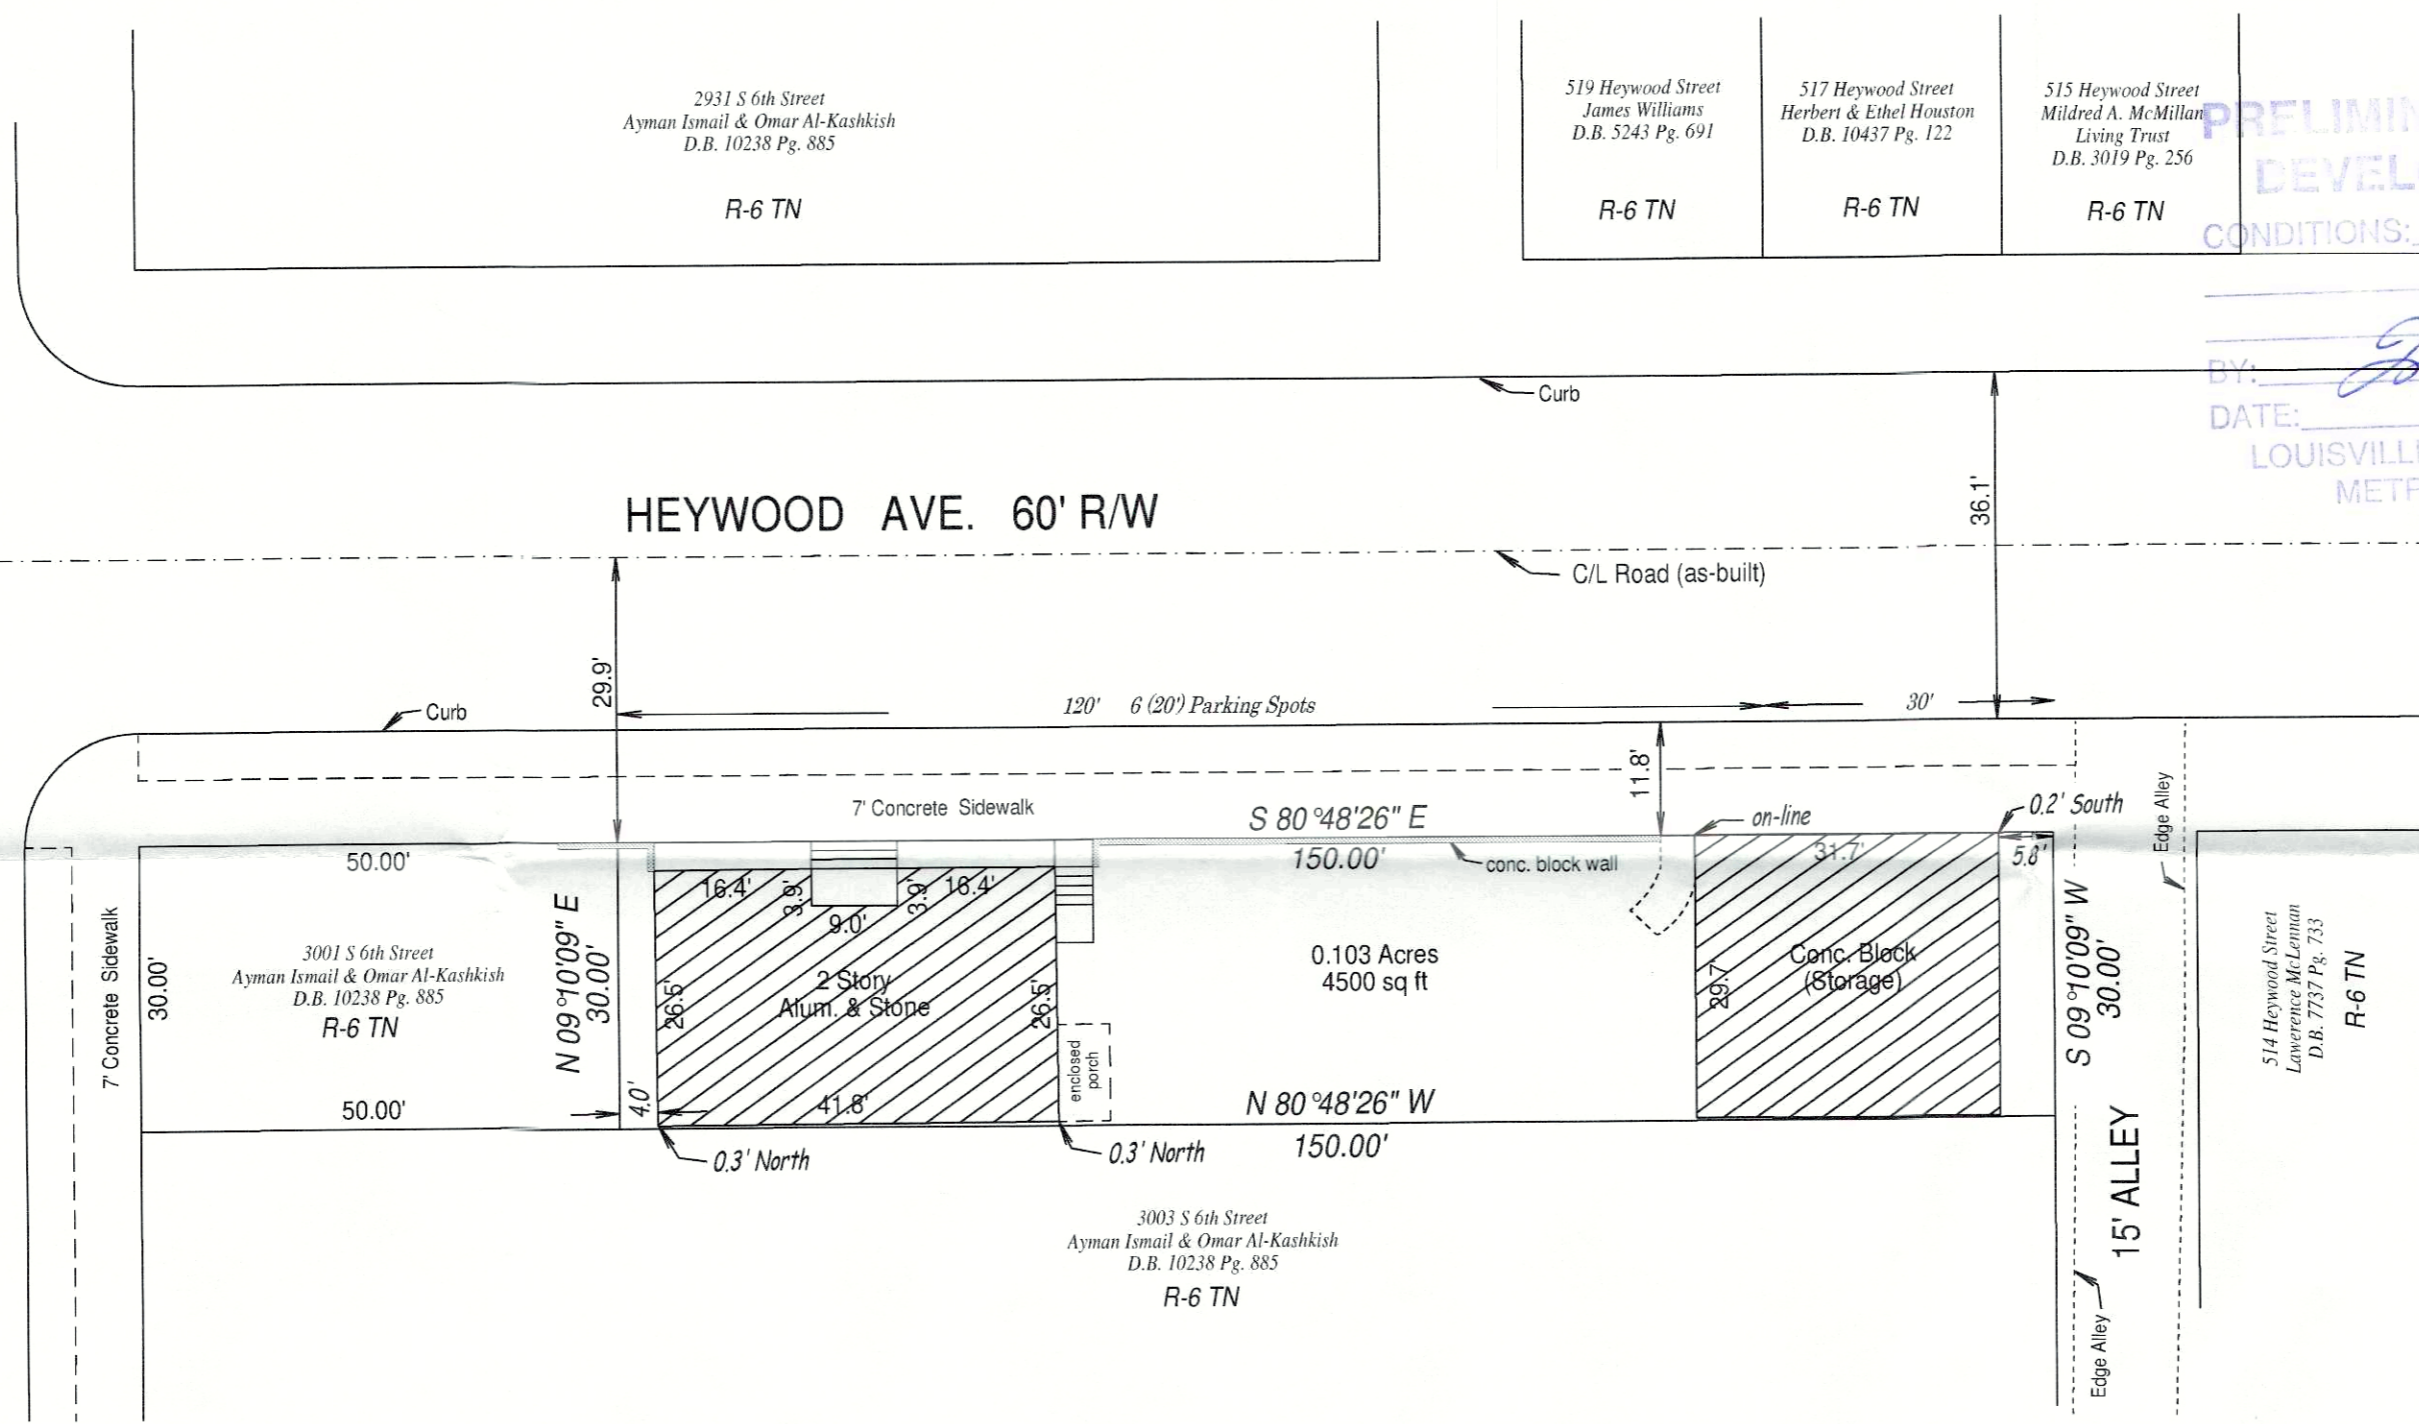 2931 S 6th Street
Ayman Ismail & Omar Al-Kashkish
D.B. 10238 Pg. 885
R-6 TN
519 Heywood Street
James Williams
D.B. 5243 Pg. 691
R-6 TN
517 Heywood Street
Herbert & Ethel Houston
D.B. 10437 Pg. 122
R-6 TN
515 Heywood Street
Mildred A. McMillan
Living Trust
D.B. 3019 Pg. 256
R-6 TN
CONDITIONS:
BY:
DATE:
Curb
36.1'
HEYWOOD AVE. 60' R/W
C/L Road (as-built)
29.9'
Curb
120' 6 (20') Parking Spots
30'
11.8'
7' Concrete Sidewalk
S 80°48'26" E
150.00'
on-line
0.2' South
Edge Alley
conc. block wall
31.7'
5.8'
50.00'
7' Concrete Sidewalk
30.00'
3001 S 6th Street
Ayman Ismail & Omar Al-Kashkish
D.B. 10238 Pg. 885
R-6 TN
50.00'
N 09°10'09" E
30.00'
4.0'
16.4'
3.9'
9.0'
3.9'
16.4'
26.5'
2 Story
Alum. & Stone
26.5'
41.8'
enclosed
porch
0.3' North
0.3' North
0.103 Acres
4500 sq ft
N 80°48'26" W
150.00'
29.7'
Conc. Block
(Storage)
S 09°10'09" W
30.00'
15' ALLEY
Edge Alley
514 Heywood Street
Lawerence McLennan
D.B. 7737 Pg. 733
R-6 TN
3003 S 6th Street
Ayman Ismail & Omar Al-Kashkish
D.B. 10238 Pg. 885
R-6 TN